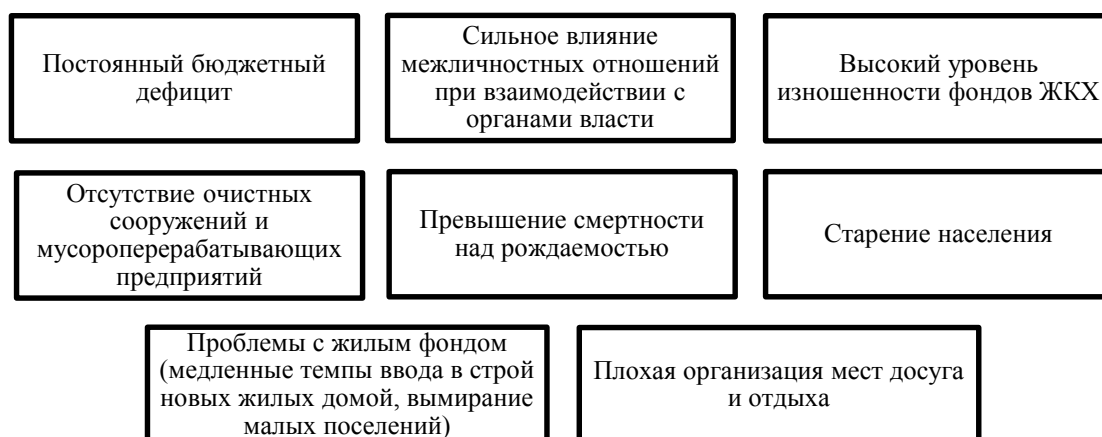 Постоянный бюджетный
дефицит
Сильное влияние
межличностных отношений
при взаимодействии с
органами власти
Высокий уровень
изношенности фондов ЖКХ
Отсутствие очистных
сооружений и
мусороперерабатывающих
предприятий
Превышение смертности
над рождаемостью
Старение населения
Проблемы с жилым фондом
(медленные темпы ввода в строй
новых жилых домой, вымирание
малых поселений)
Плохая организация мест досуга
и отдыха